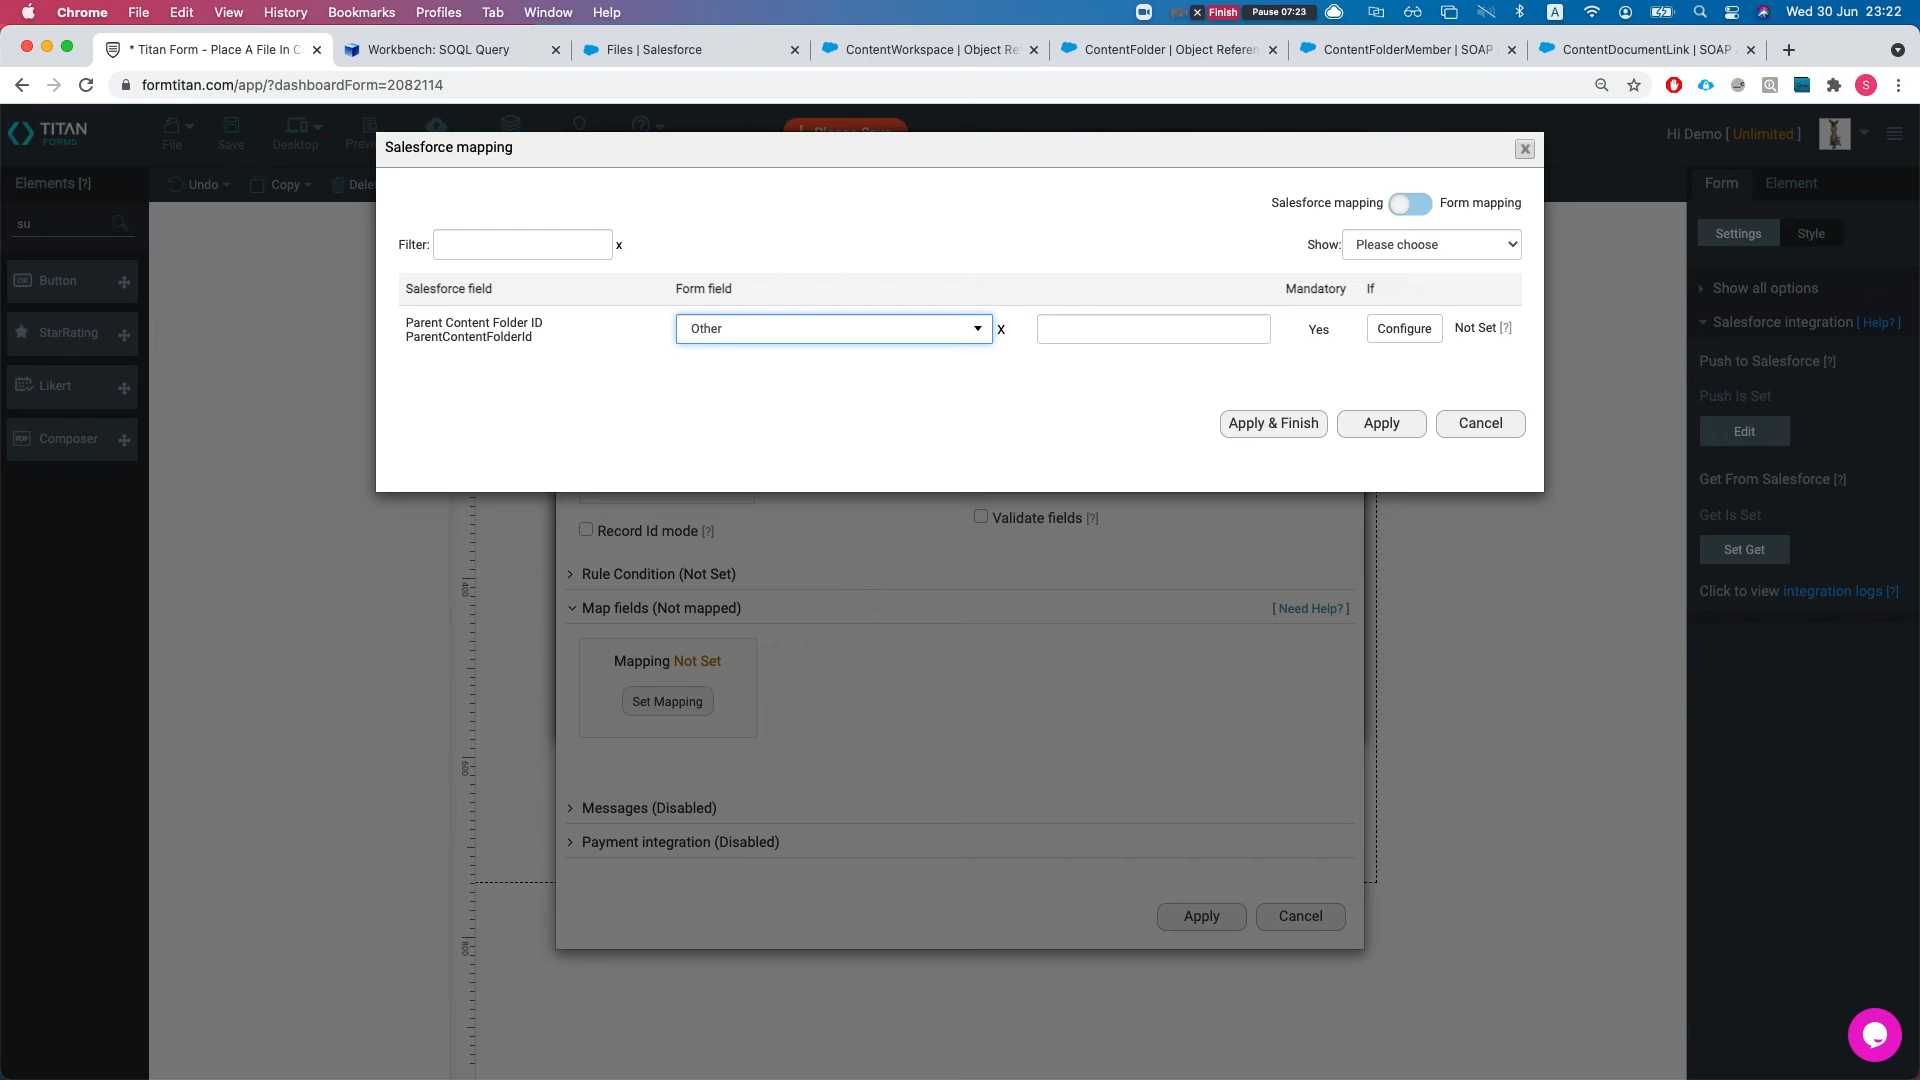 Chrome File Edit View History Bookmarks Profiles Tab Window Help
Finish Pause 07:23 A Wed 30 Jun 23:22
* Titan Form - Place A File In C
Workbench: SOQL Query
Files | Salesforce
ContentWorkspace | Object Re
ContentFolder | Object Referen
ContentFolderMember | SOAP
ContentDocumentLink | SOAP
formtitan.com/app/?dashboardForm=2082114
S
TITAN
FORMS
File Save Desktop Previ
Hi Demo [ Unlimited ]
Elements [?]
Undo Copy Delet
su
Button
StarRating
Likert
Composer
Salesforce mapping
x
Salesforce mapping Form mapping
Filter: x
Show: Please choose
Salesforce field Form field Mandatory If
Parent Content Folder ID
ParentContentFolderId
Other X Yes Configure Not Set [?]
Apply & Finish Apply Cancel
Record Id mode [?]
Validate fields [?]
Rule Condition (Not Set)
Map fields (Not mapped) [ Need Help? ]
Mapping Not Set
Set Mapping
Messages (Disabled)
Payment integration (Disabled)
Apply Cancel
400
600
800
Form Element
Settings Style
Show all options
Salesforce integration [ Help? ]
Push to Salesforce [?]
Push Is Set
Edit
Get From Salesforce [?]
Get Is Set
Set Get
Click to view integration logs [?]